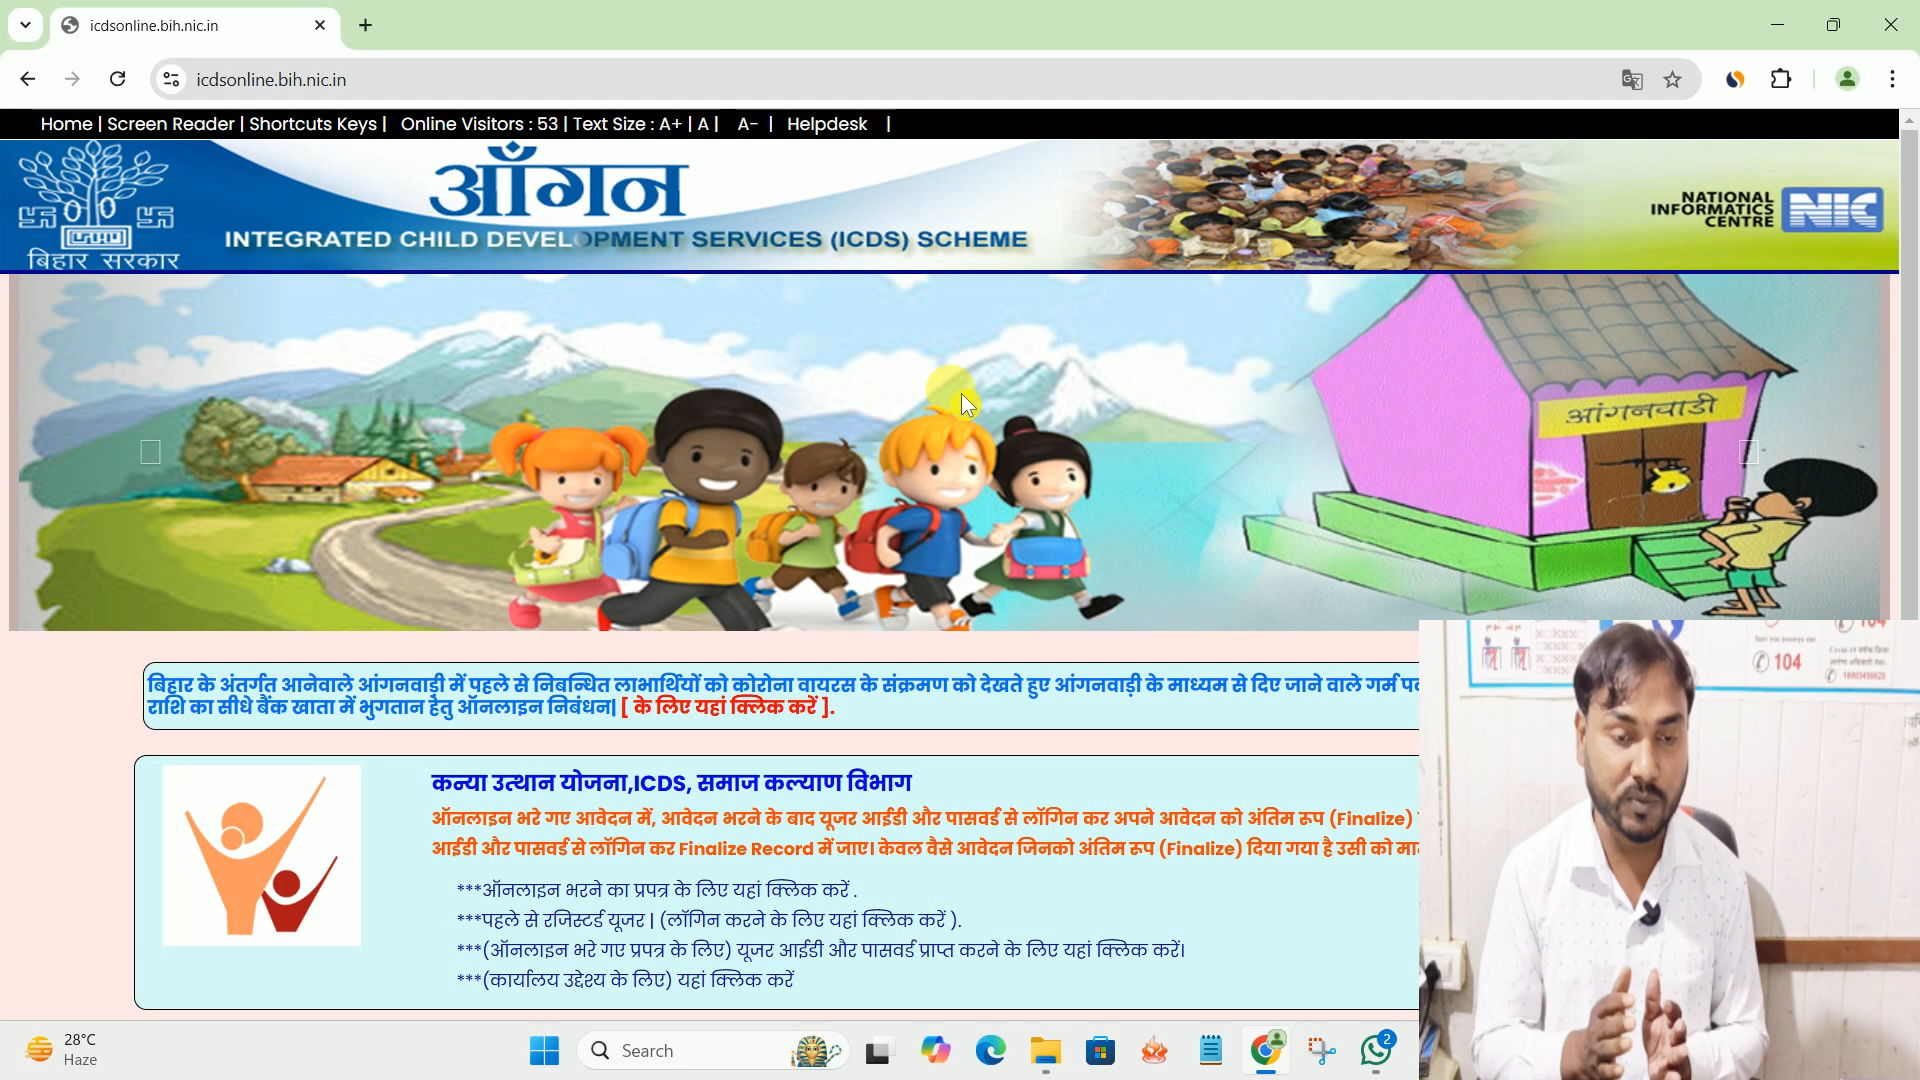 icdsonline.bih.nic.in
icdsonline.bih.nic.in
Home | Screen Reader | Shortcuts Keys | Online Visitors : 53 | Text Size : A+ | A | A- | Helpdesk |
आँगन
INTEGRATED CHILD DEVELOPMENT SERVICES (ICDS) SCHEME
बिहार सरकार
NATIONAL
INFORMATICS
CENTRE
NIC
आंगनवाडी
बिहार के अंतर्गत आनेवाले आंगनवाड़ी में पहले से निबन्धित लाभार्थियों को कोरोना वायरस के संक्रमण को देखते हुए आंगनवाड़ी के माध्यम से दिए जाने वाले गर्म
राशि का सीधे बैंक खाता में भुगतान हेतु ऑनलाइन निबंधन| [ के लिए यहां क्लिक करें ].
कन्या उत्थान योजना,ICDS, समाज कल्याण विभाग
ऑनलाइन भरे गए आवेदन में, आवेदन भरने के बाद यूजर आईडी और पासवर्ड से लॉगिन कर अपने आवेदन को अंतिम रूप (Finalize)
आईडी और पासवर्ड से लॉगिन कर Finalize Record में जाए। केवल वैसे आवेदन जिनको अंतिम रूप (Finalize) दिया गया है उसी को
***ऑनलाइन भरने का प्रपत्र के लिए यहां क्लिक करें .
***पहले से रजिस्टर्ड यूजर | (लॉगिन करने के लिए यहां क्लिक करें ).
***(ऑनलाइन भरे गए प्रपत्र के लिए) यूजर आईडी और पासवर्ड प्राप्त करने के लिए यहां क्लिक करें।
***(कार्यालय उद्देश्य के लिए) यहां क्लिक करें
104
104
28°C
Haze
Search
2